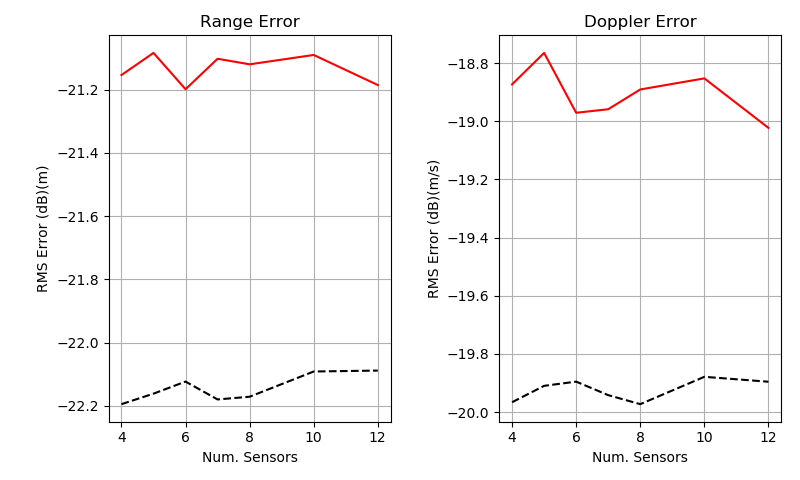 Range Error
RMS Error (dB)(m)
−21.2
−21.4
−21.6
−21.8
−22.0
−22.2
4 6 8 10 12
Num. Sensors
Doppler Error
RMS Error (dB)(m/s)
−18.8
−19.0
−19.2
−19.4
−19.6
−19.8
−20.0
4 6 8 10 12
Num. Sensors